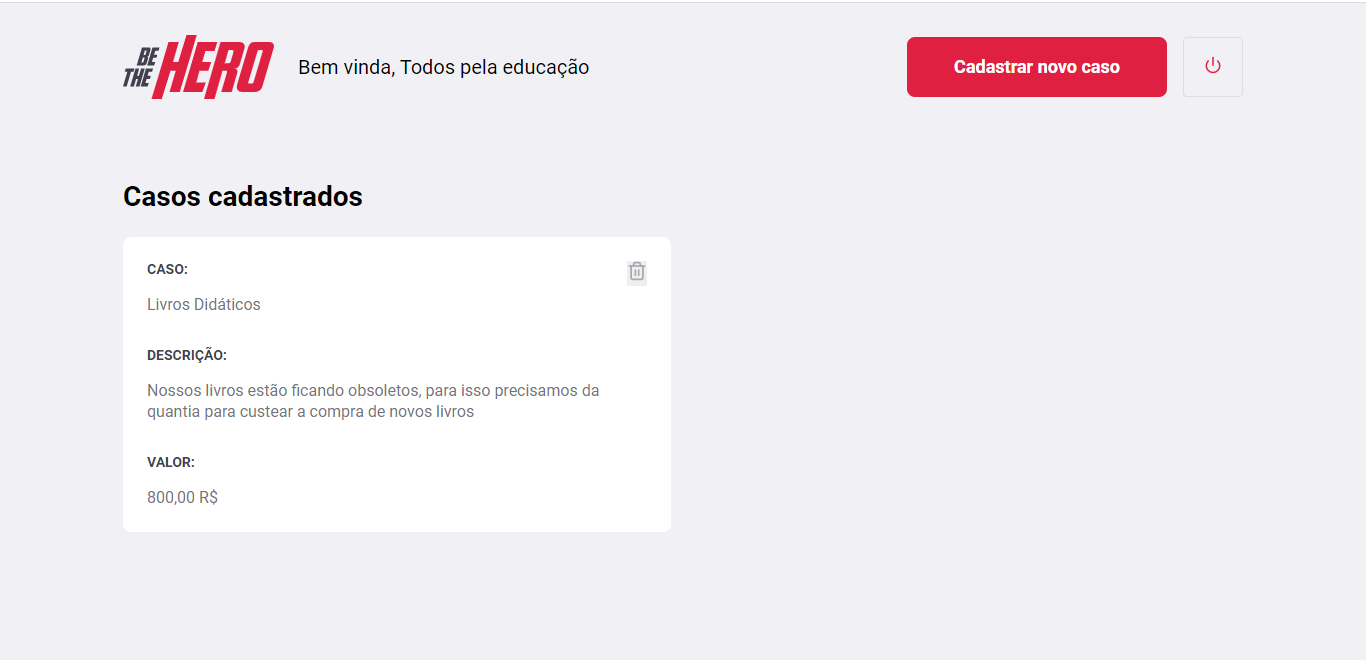 BE
THE
HERO
Bem vinda, Todos pela educação
Cadastrar novo caso
Casos cadastrados
CASO:
Livros Didáticos
DESCRIÇÃO:
Nossos livros estão ficando obsoletos, para isso precisamos da
quantia para custear a compra de novos livros
VALOR:
800,00 R$